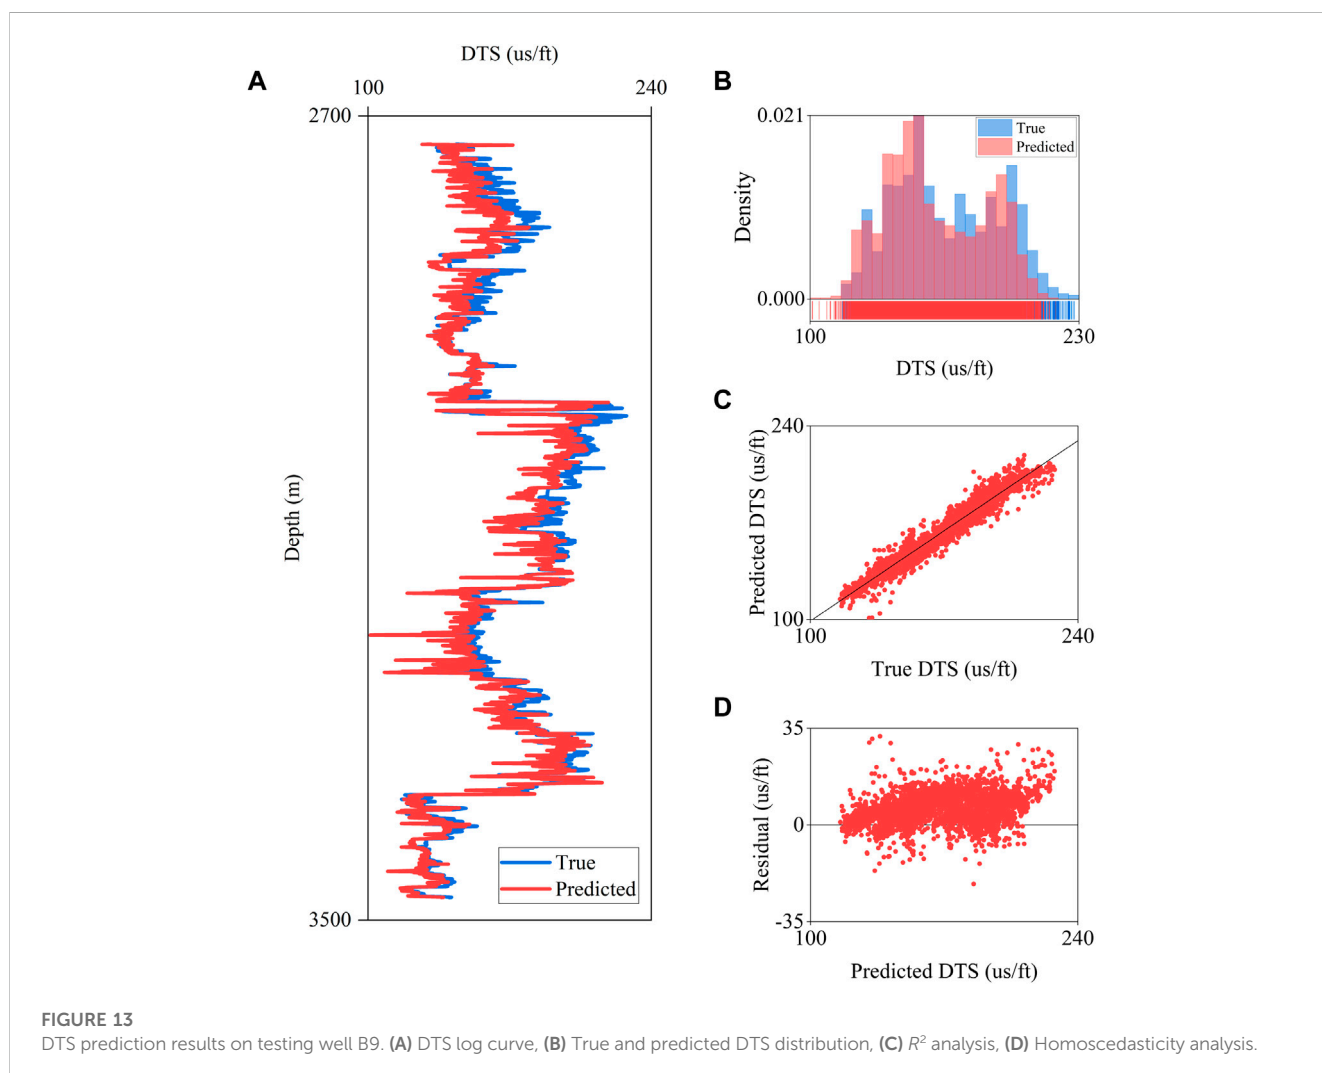 A
DTS (us/ft)
100
240
2700
Depth (m)
3500
True
Predicted
B
0.021
Density
0.000
True
Predicted
100
230
DTS (us/ft)
C
240
Predicted DTS (us/ft)
100
100
240
True DTS (us/ft)
D
35
Residual (us/ft)
0
-35
100
240
Predicted DTS (us/ft)
FIGURE 13
DTS prediction results on testing well B9. (A) DTS log curve, (B) True and predicted DTS distribution, (C) R² analysis, (D) Homoscedasticity analysis.